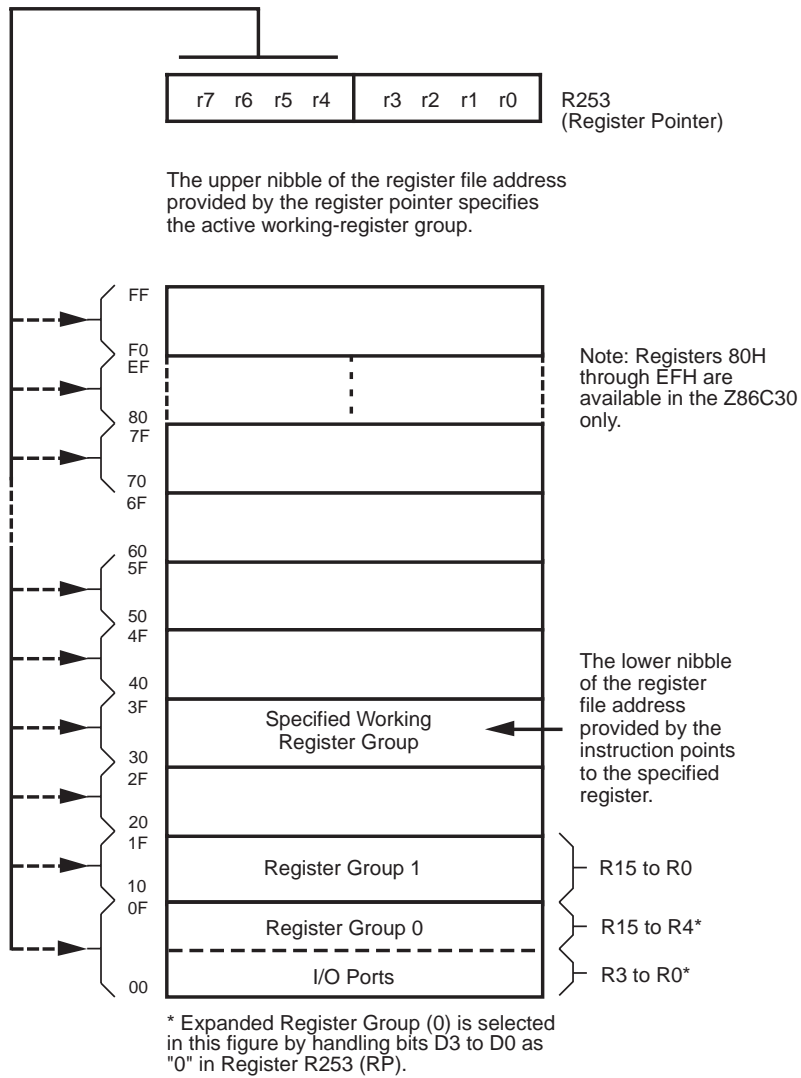 r7 r6 r5 r4 r3 r2 r1 r0
R253
(Register Pointer)
The upper nibble of the register file address
provided by the register pointer specifies
the active working-register group.
FF
F0
EF
80
7F
70
6F
60
5F
50
4F
40
3F
30
2F
20
1F
10
0F
00
Note: Registers 80H
through EFH are
available in the Z86C30
only.
Specified Working
Register Group
The lower nibble
of the register
file address
provided by the
instruction points
to the specified
register.
Register Group 1
R15 to R0
Register Group 0
R15 to R4*
I/O Ports
R3 to R0*
* Expanded Register Group (0) is selected
in this figure by handling bits D3 to D0 as
"0" in Register R253 (RP).